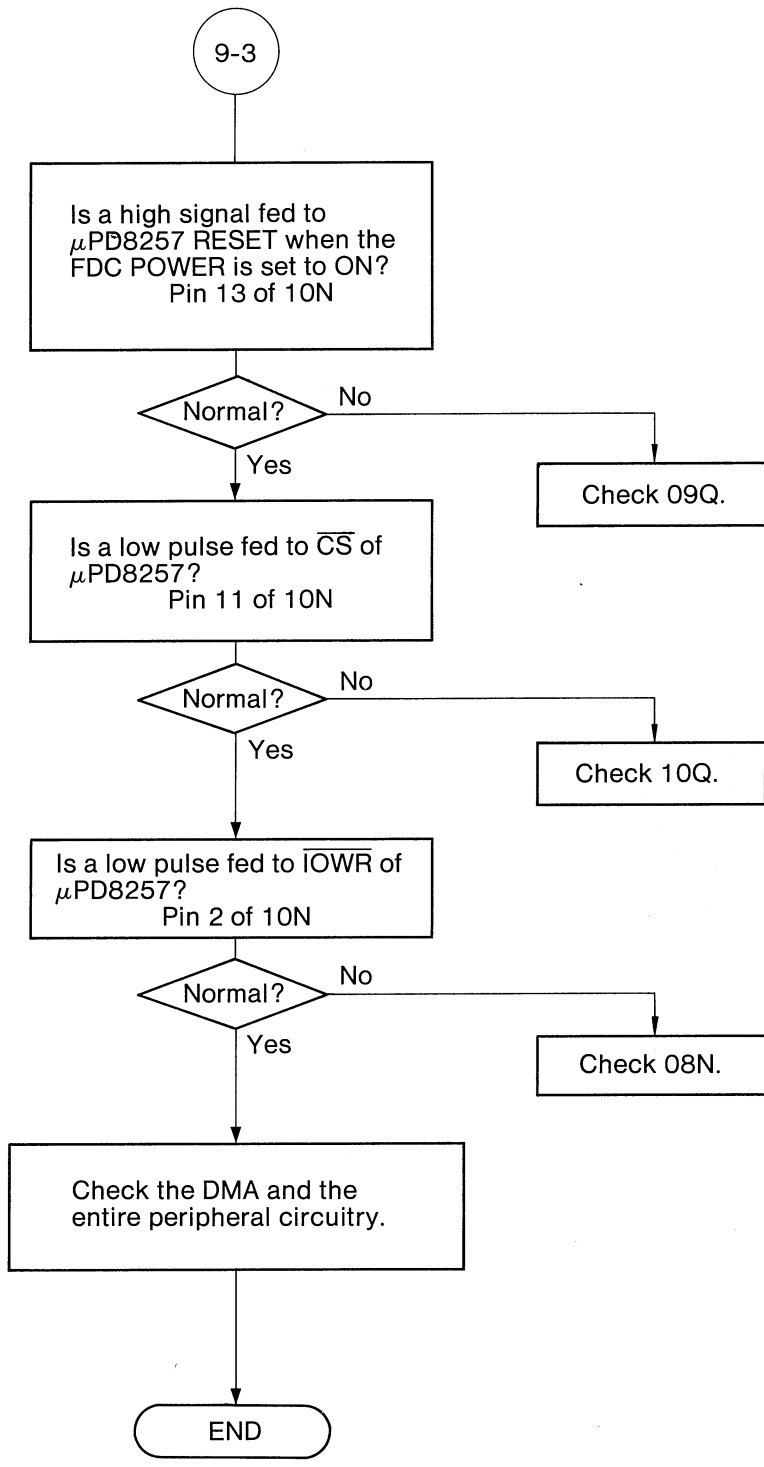 9-3
Is a high signal fed to
μPD8257 RESET when the
FDC POWER is set to ON?
Pin 13 of 10N
Normal?
No
Yes
Check 09Q.
Is a low pulse fed to C̅S̅ of
μPD8257?
Pin 11 of 10N
Normal?
No
Yes
Check 10Q.
Is a low pulse fed to I̅O̅W̅R̅ of
μPD8257?
Pin 2 of 10N
Normal?
No
Yes
Check 08N.
Check the DMA and the
entire peripheral circuitry.
END